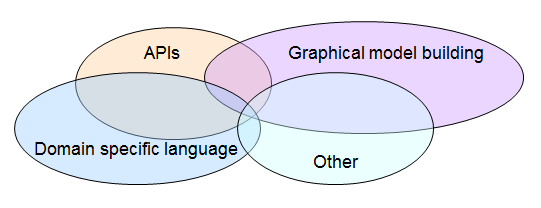 APIs
Graphical model building
Domain specific language
Other